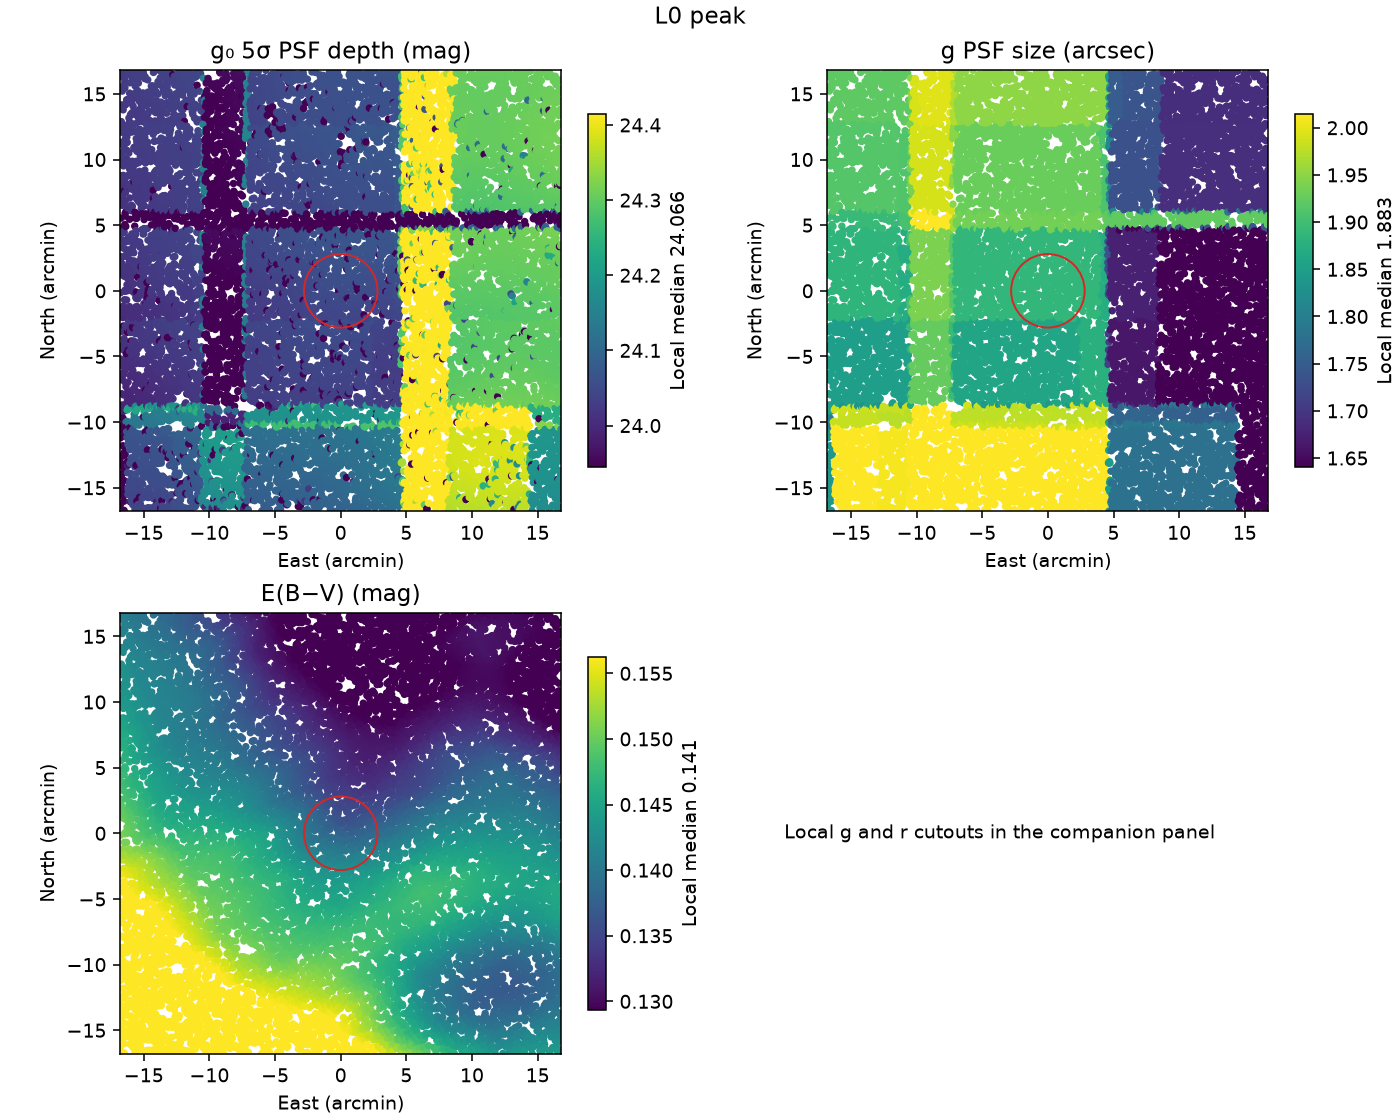 L0 peak
g₀ 5σ PSF depth (mag)
15
10
5
0
−5
−10
−15
−15 −10 −5 0 5 10 15
North (arcmin)
East (arcmin)
24.4
24.3
24.2
24.1
24.0
Local median 24.066
g PSF size (arcsec)
15
10
5
0
−5
−10
−15
−15 −10 −5 0 5 10 15
North (arcmin)
East (arcmin)
2.00
1.95
1.90
1.85
1.80
1.75
1.70
1.65
Local median 1.883
E(B−V) (mag)
15
10
5
0
−5
−10
−15
−15 −10 −5 0 5 10 15
North (arcmin)
East (arcmin)
0.155
0.150
0.145
0.140
0.135
0.130
Local median 0.141
Local g and r cutouts in the companion panel